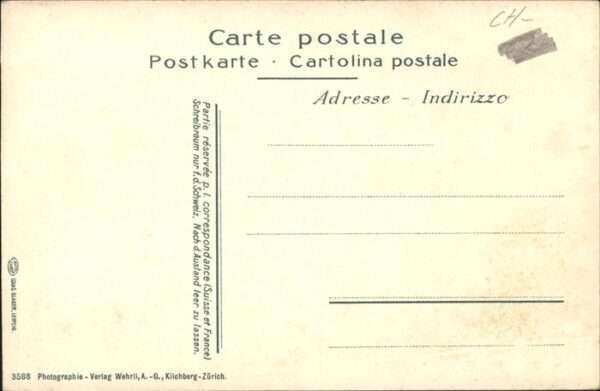 CH-
Carte postale
Postkarte · Cartolina postale
Adresse - Indirizzo
Partie réservée p. l. correspondance (Suisse et France)
Schreibraum nur f. d. Schweiz. Nach d. Ausland leer zu lassen.
3568 Photographie - Verlag Wehrli, A. - G., Kilchberg - Zürich.